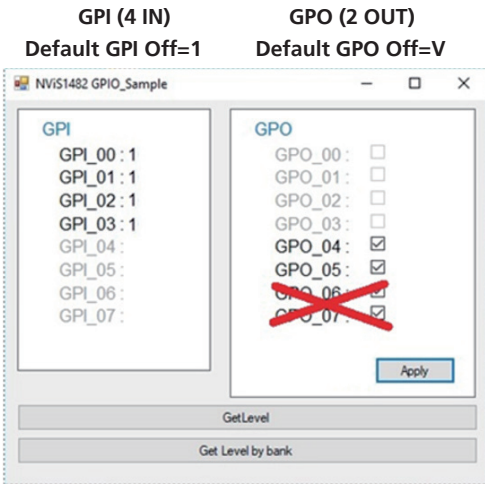 GPI (4 IN)
Default GPI Off=1
GPO (2 OUT)
Default GPO Off=V
NViS1482 GPIO_Sample
GPI
GPI_00 : 1
GPI_01 : 1
GPI_02 : 1
GPI_03 : 1
GPI_04 :
GPI_05 :
GPI_06 :
GPI_07 :
GPO
GPO_00 :
GPO_01 :
GPO_02 :
GPO_03 :
GPO_04 :
GPO_05 :
GPO_06 :
GPO_07 :
Apply
GetLevel
Get Level by bank